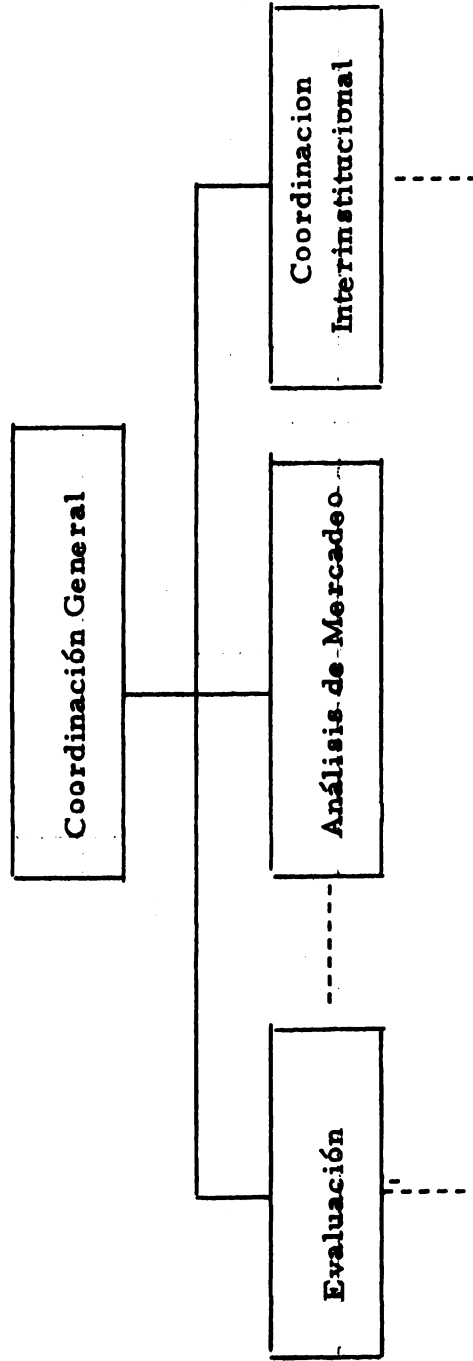 Coordinación General
Evaluación
Análisis de Mercadeo
Coordinacion
Interinstitucional